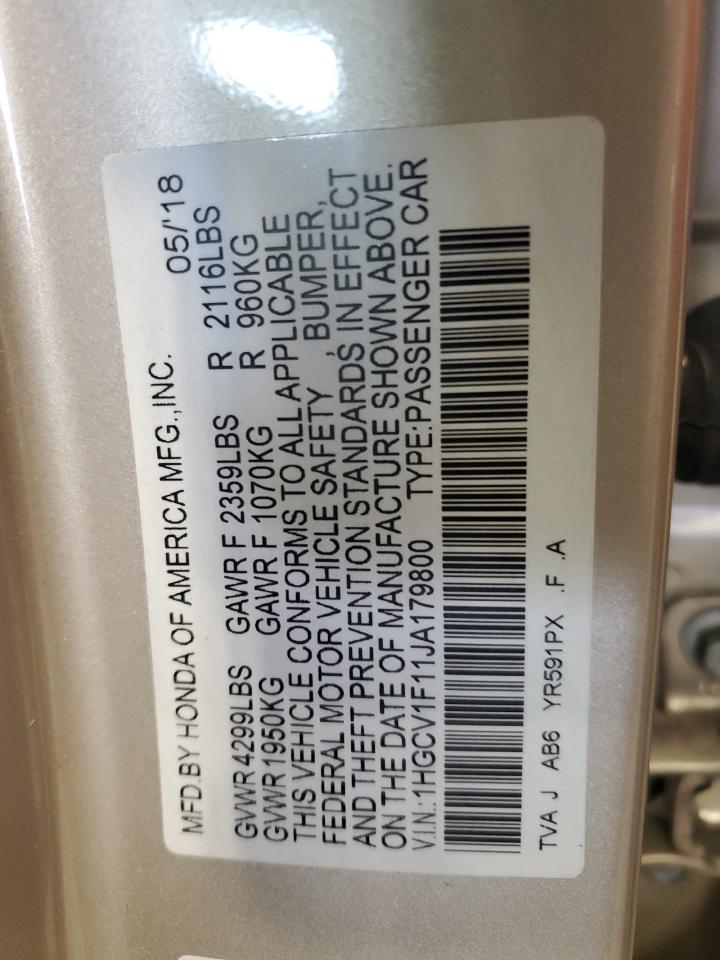 MFD.BY HONDA OF AMERICA MFG.,INC. 05/'18
GVWR 4299LBS GAWR F 2359LBS R 2116LBS
GVWR 1950KG GAWR F 1070KG R 960KG
THIS VEHICLE CONFORMS TO ALL APPLICABLE
FEDERAL MOTOR VEHICLE SAFETY , BUMPER,
AND THEFT PREVENTION STANDARDS IN EFFECT
ON THE DATE OF MANUFACTURE SHOWN ABOVE.
V.I.N.:1HGCV1F11JA179800 TYPE:PASSENGER CAR
TVA J AB6 YR591PX .F .A